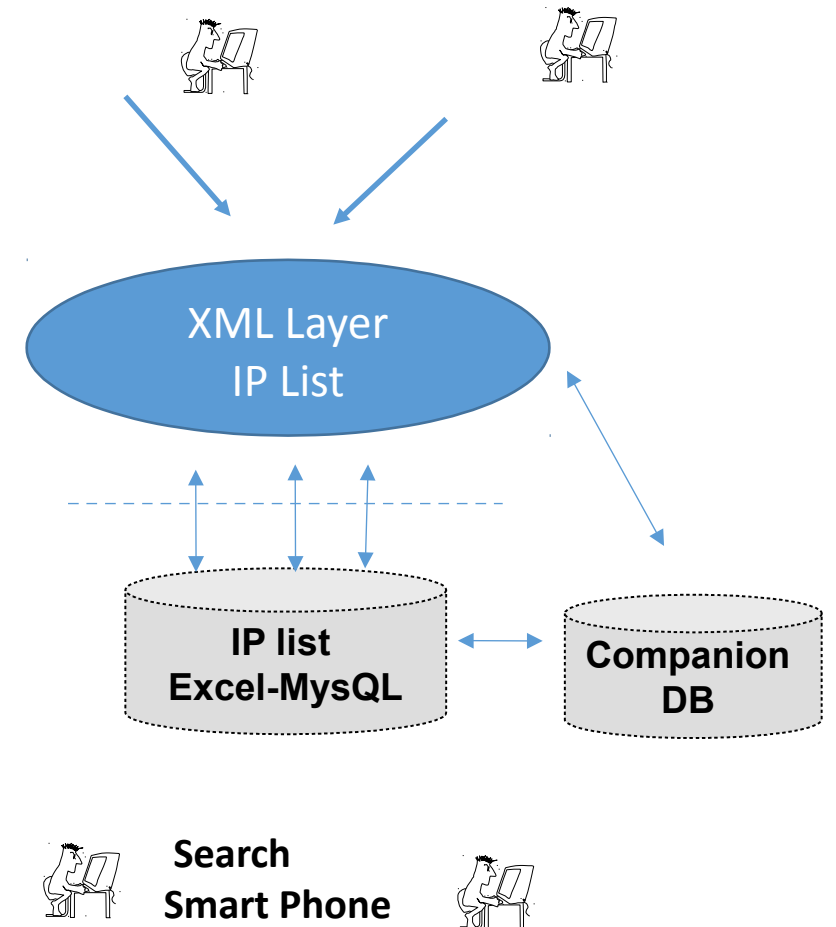 XML Layer
IP List
IP list
Excel-MysQL
Companion
DB
Search
Smart Phone